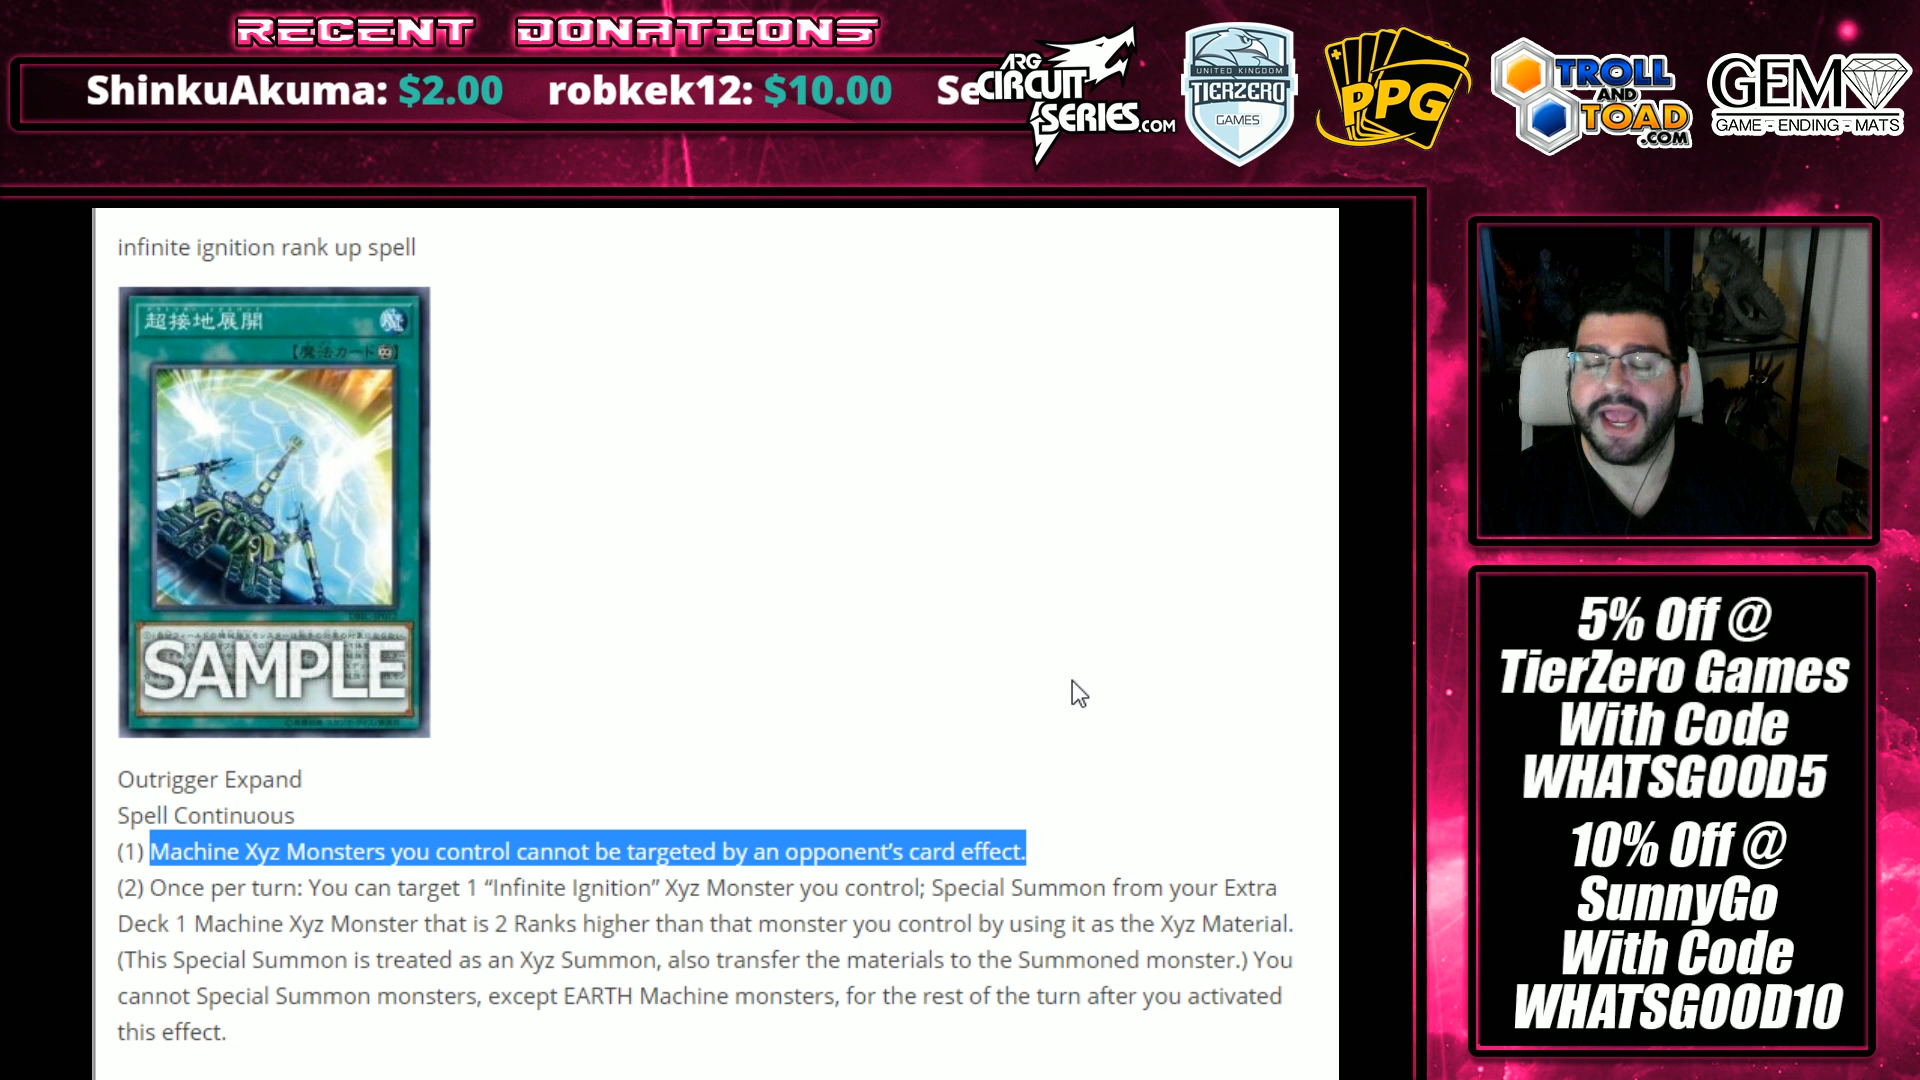 RECENT DONATIONS
ShinkuAkuma: $2.00 robkek12: $10.00 Se
ARG
CIRCUIT
SERIES.COM
UNITED KINGDOM
TIERZERO
GAMES
PPG
TROLL
AND
TOAD
.COM
GEM
GAME - ENDING - MATS
infinite ignition rank up spell
超接地展開
【魔法カード】
SAMPLE
Outrigger Expand
Spell Continuous
(1) Machine Xyz Monsters you control cannot be targeted by an opponent’s card effect.
(2) Once per turn: You can target 1 “Infinite Ignition” Xyz Monster you control; Special Summon from your Extra
Deck 1 Machine Xyz Monster that is 2 Ranks higher than that monster you control by using it as the Xyz Material.
(This Special Summon is treated as an Xyz Summon, also transfer the materials to the Summoned monster.) You
cannot Special Summon monsters, except EARTH Machine monsters, for the rest of the turn after you activated
this effect.
5% Off @
TierZero Games
With Code
WHATSGOOD5
10% Off @
SunnyGo
With Code
WHATSGOOD10